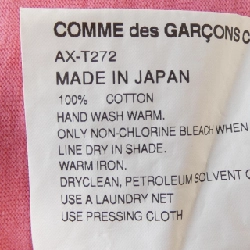 COMME des GARÇONS C
AX-T272
MADE IN JAPAN
100% COTTON
HAND WASH WARM.
ONLY NON-CHLORINE BLEACH WHEN
LINE DRY IN SHADE.
WARM IRON.
DRYCLEAN, PETROLEUM SOLVENT O
USE A LAUNDRY NET
USE PRESSING CLOTH